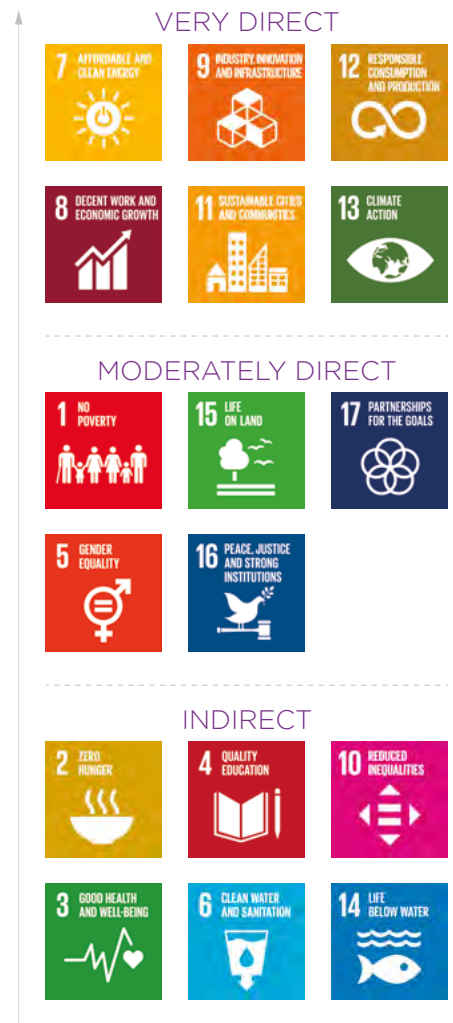 VERY DIRECT
7 AFFORDABLE AND
CLEAN ENERGY
9 INDUSTRY, INNOVATION
AND INFRASTRUCTURE
12 RESPONSIBLE
CONSUMPTION
AND PRODUCTION
8 DECENT WORK AND
ECONOMIC GROWTH
11 SUSTAINABLE CITIES
AND COMMUNITIES
13 CLIMATE
ACTION
MODERATELY DIRECT
1 NO
POVERTY
15 LIFE
ON LAND
17 PARTNERSHIPS
FOR THE GOALS
5 GENDER
EQUALITY
16 PEACE, JUSTICE
AND STRONG
INSTITUTIONS
INDIRECT
2 ZERO
HUNGER
4 QUALITY
EDUCATION
10 REDUCED
INEQUALITIES
3 GOOD HEALTH
AND WELL-BEING
6 CLEAN WATER
AND SANITATION
14 LIFE
BELOW WATER